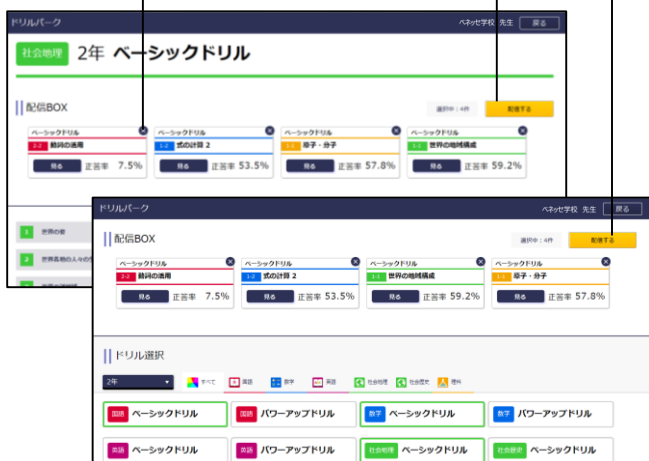 ドリルパーク ベネッセ学校 先生 戻る
社会地理 2年 ベーシックドリル
配信BOX 選択中：4件 配信する
ベーシックドリル ベーシックドリル ベーシックドリル ベーシックドリル
2-2 動詞の活用 1-2 式の計算 2 1-1 原子・分子 1-1 世界の地域構成
見る 正答率 7.5% 見る 正答率 53.5% 見る 正答率 57.8% 見る 正答率 59.2%
1 世界の姿
2 世界各地の人々の
ドリルパーク ベネッセ学校 先生 戻る
配信BOX 選択中：4件 配信する
ベーシックドリル ベーシックドリル ベーシックドリル ベーシックドリル
2-2 動詞の活用 1-2 式の計算 2 1-1 世界の地域構成 1-1 原子・分子
見る 正答率 7.5% 見る 正答率 53.5% 見る 正答率 59.2% 見る 正答率 57.8%
ドリル選択
2年 すべて 国語 数学 英語 社会地理 社会歴史 理科
国語 ベーシックドリル 国語 パワーアップドリル 数学 ベーシックドリル 数学 パワーアップドリル
英語 ベーシックドリル 英語 パワーアップドリル 社会地理 ベーシックドリル 社会歴史 ベーシックドリル